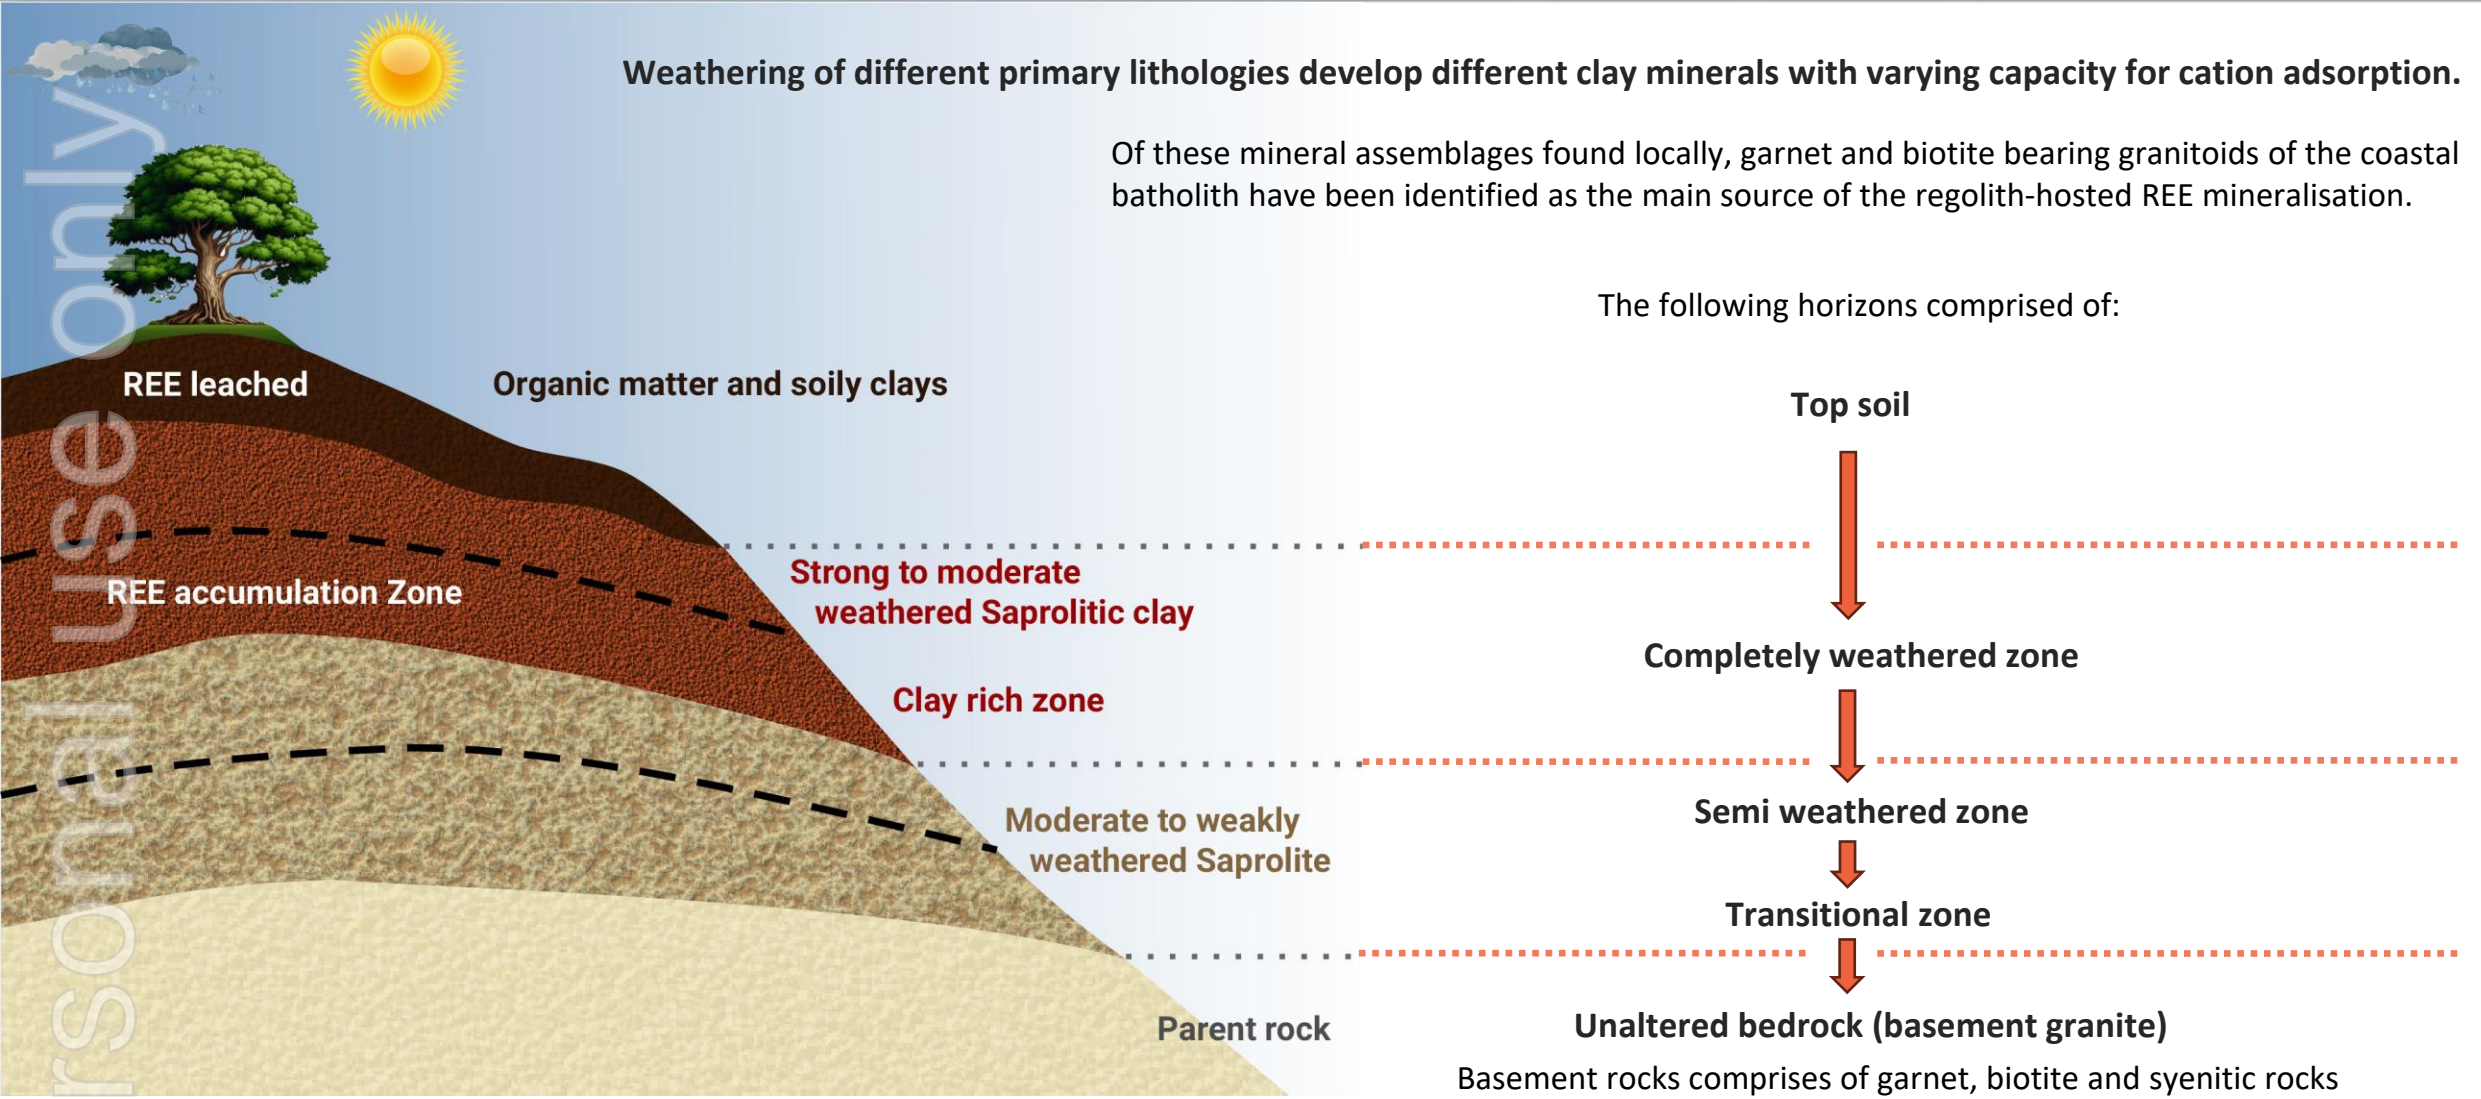 Weathering of different primary lithologies develop different clay minerals with varying capacity for cation adsorption.
Of these mineral assemblages found locally, garnet and biotite bearing granitoids of the coastal
batholith have been identified as the main source of the regolith-hosted REE mineralisation.
The following horizons comprised of:
REE leached
Organic matter and soily clays
Top soil
Strong to moderate
weathered Saprolitic clay
REE accumulation Zone
Completely weathered zone
Clay rich zone
Semi weathered zone
Moderate to weakly
weathered Saprolite
Transitional zone
Parent rock
Unaltered bedrock (basement granite)
Basement rocks comprises of garnet, biotite and syenitic rocks
rsonal use only